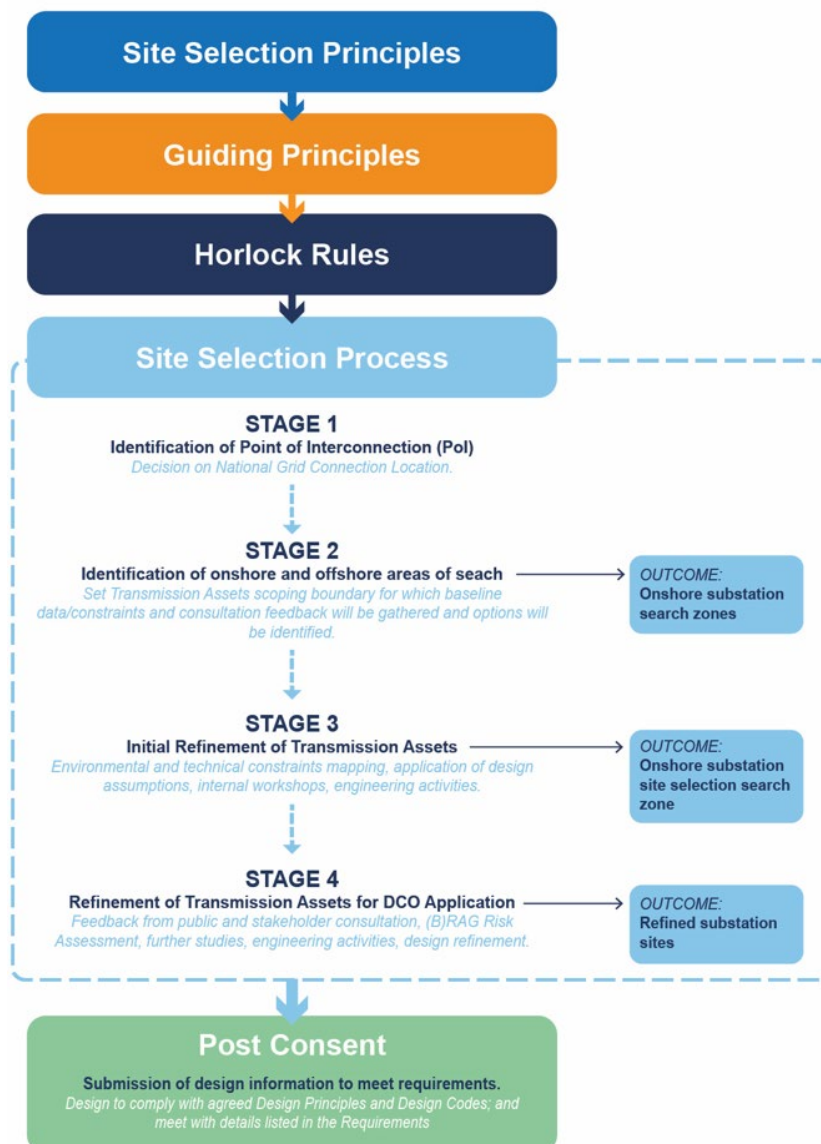 Site Selection Principles
Guiding Principles
Horlock Rules
Site Selection Process
STAGE 1
Identification of Point of Interconnection (PoI)
Decision on National Grid Connection Location.
STAGE 2
Identification of onshore and offshore areas of seach
Set Transmission Assets scoping boundary for which baseline
data/constraints and consultation feedback will be gathered and options will
be identified.
OUTCOME:
Onshore substation
search zones
STAGE 3
Initial Refinement of Transmission Assets
Environmental and technical constraints mapping, application of design
assumptions, internal workshops, engineering activities.
OUTCOME:
Onshore substation
site selection search
zone
STAGE 4
Refinement of Transmission Assets for DCO Application
Feedback from public and stakeholder consultation, (B)RAG Risk
Assessment, further studies, engineering activities, design refinement.
OUTCOME:
Refined substation
sites
Post Consent
Submission of design information to meet requirements.
Design to comply with agreed Design Principles and Design Codes; and
meet with details listed in the Requirements